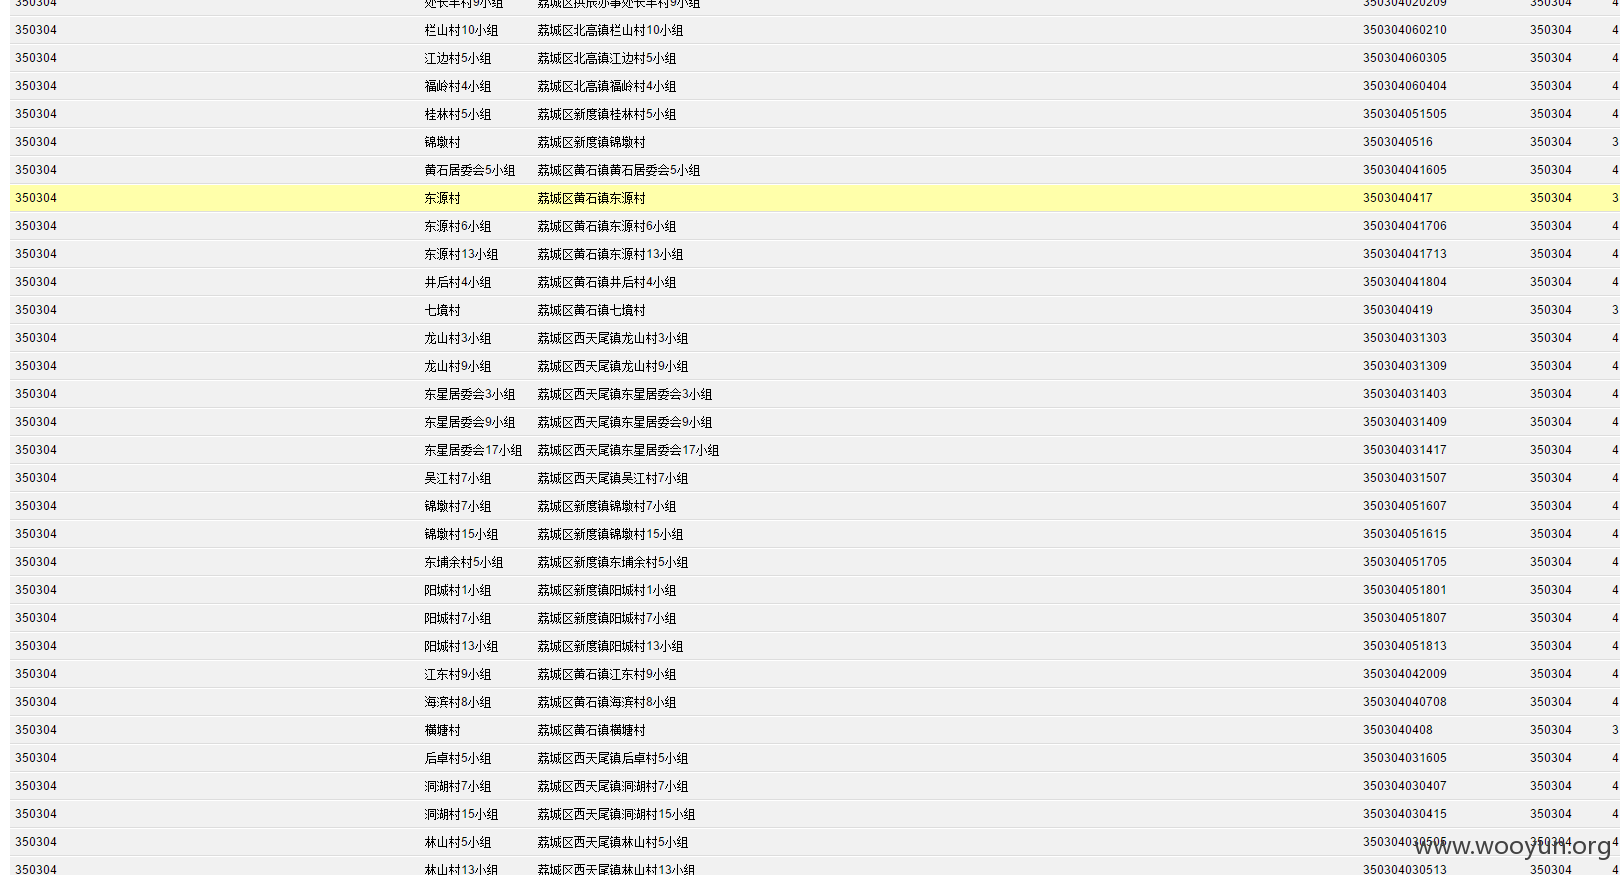 350304 处长丰村9小组 荔城区拱辰办事处长丰村9小组 350304020209 350304 4
350304 栏山村10小组 荔城区北高镇栏山村10小组 350304060210 350304 4
350304 江边村5小组 荔城区北高镇江边村5小组 350304060305 350304 4
350304 福岭村4小组 荔城区北高镇福岭村4小组 350304060404 350304 4
350304 桂林村5小组 荔城区新度镇桂林村5小组 350304051505 350304 4
350304 锦墩村 荔城区新度镇锦墩村 3503040516 350304 3
350304 黄石居委会5小组 荔城区黄石镇黄石居委会5小组 350304041605 350304 4
350304 东源村 荔城区黄石镇东源村 3503040417 350304 3
350304 东源村6小组 荔城区黄石镇东源村6小组 350304041706 350304 4
350304 东源村13小组 荔城区黄石镇东源村13小组 350304041713 350304 4
350304 井后村4小组 荔城区黄石镇井后村4小组 350304041804 350304 4
350304 七境村 荔城区黄石镇七境村 3503040419 350304 3
350304 龙山村3小组 荔城区西天尾镇龙山村3小组 350304031303 350304 4
350304 龙山村9小组 荔城区西天尾镇龙山村9小组 350304031309 350304 4
350304 东星居委会3小组 荔城区西天尾镇东星居委会3小组 350304031403 350304 4
350304 东星居委会9小组 荔城区西天尾镇东星居委会9小组 350304031409 350304 4
350304 东星居委会17小组 荔城区西天尾镇东星居委会17小组 350304031417 350304 4
350304 吴江村7小组 荔城区西天尾镇吴江村7小组 350304031507 350304 4
350304 锦墩村7小组 荔城区新度镇锦墩村7小组 350304051607 350304 4
350304 锦墩村15小组 荔城区新度镇锦墩村15小组 350304051615 350304 4
350304 东埔余村5小组 荔城区新度镇东埔余村5小组 350304051705 350304 4
350304 阳城村1小组 荔城区新度镇阳城村1小组 350304051801 350304 4
350304 阳城村7小组 荔城区新度镇阳城村7小组 350304051807 350304 4
350304 阳城村13小组 荔城区新度镇阳城村13小组 350304051813 350304 4
350304 江东村9小组 荔城区黄石镇江东村9小组 350304042009 350304 4
350304 海滨村8小组 荔城区黄石镇海滨村8小组 350304040708 350304 4
350304 横塘村 荔城区黄石镇横塘村 3503040408 350304 3
350304 后卓村5小组 荔城区西天尾镇后卓村5小组 350304031605 350304 4
350304 洞湖村7小组 荔城区西天尾镇洞湖村7小组 350304030407 350304 4
350304 洞湖村15小组 荔城区西天尾镇洞湖村15小组 350304030415 350304 4
350304 林山村5小组 荔城区西天尾镇林山村5小组 350304030505 350304 4
www.wooyun.org
350304 林山村13小组 荔城区西天尾镇林山村13小组 350304030513 350304 4